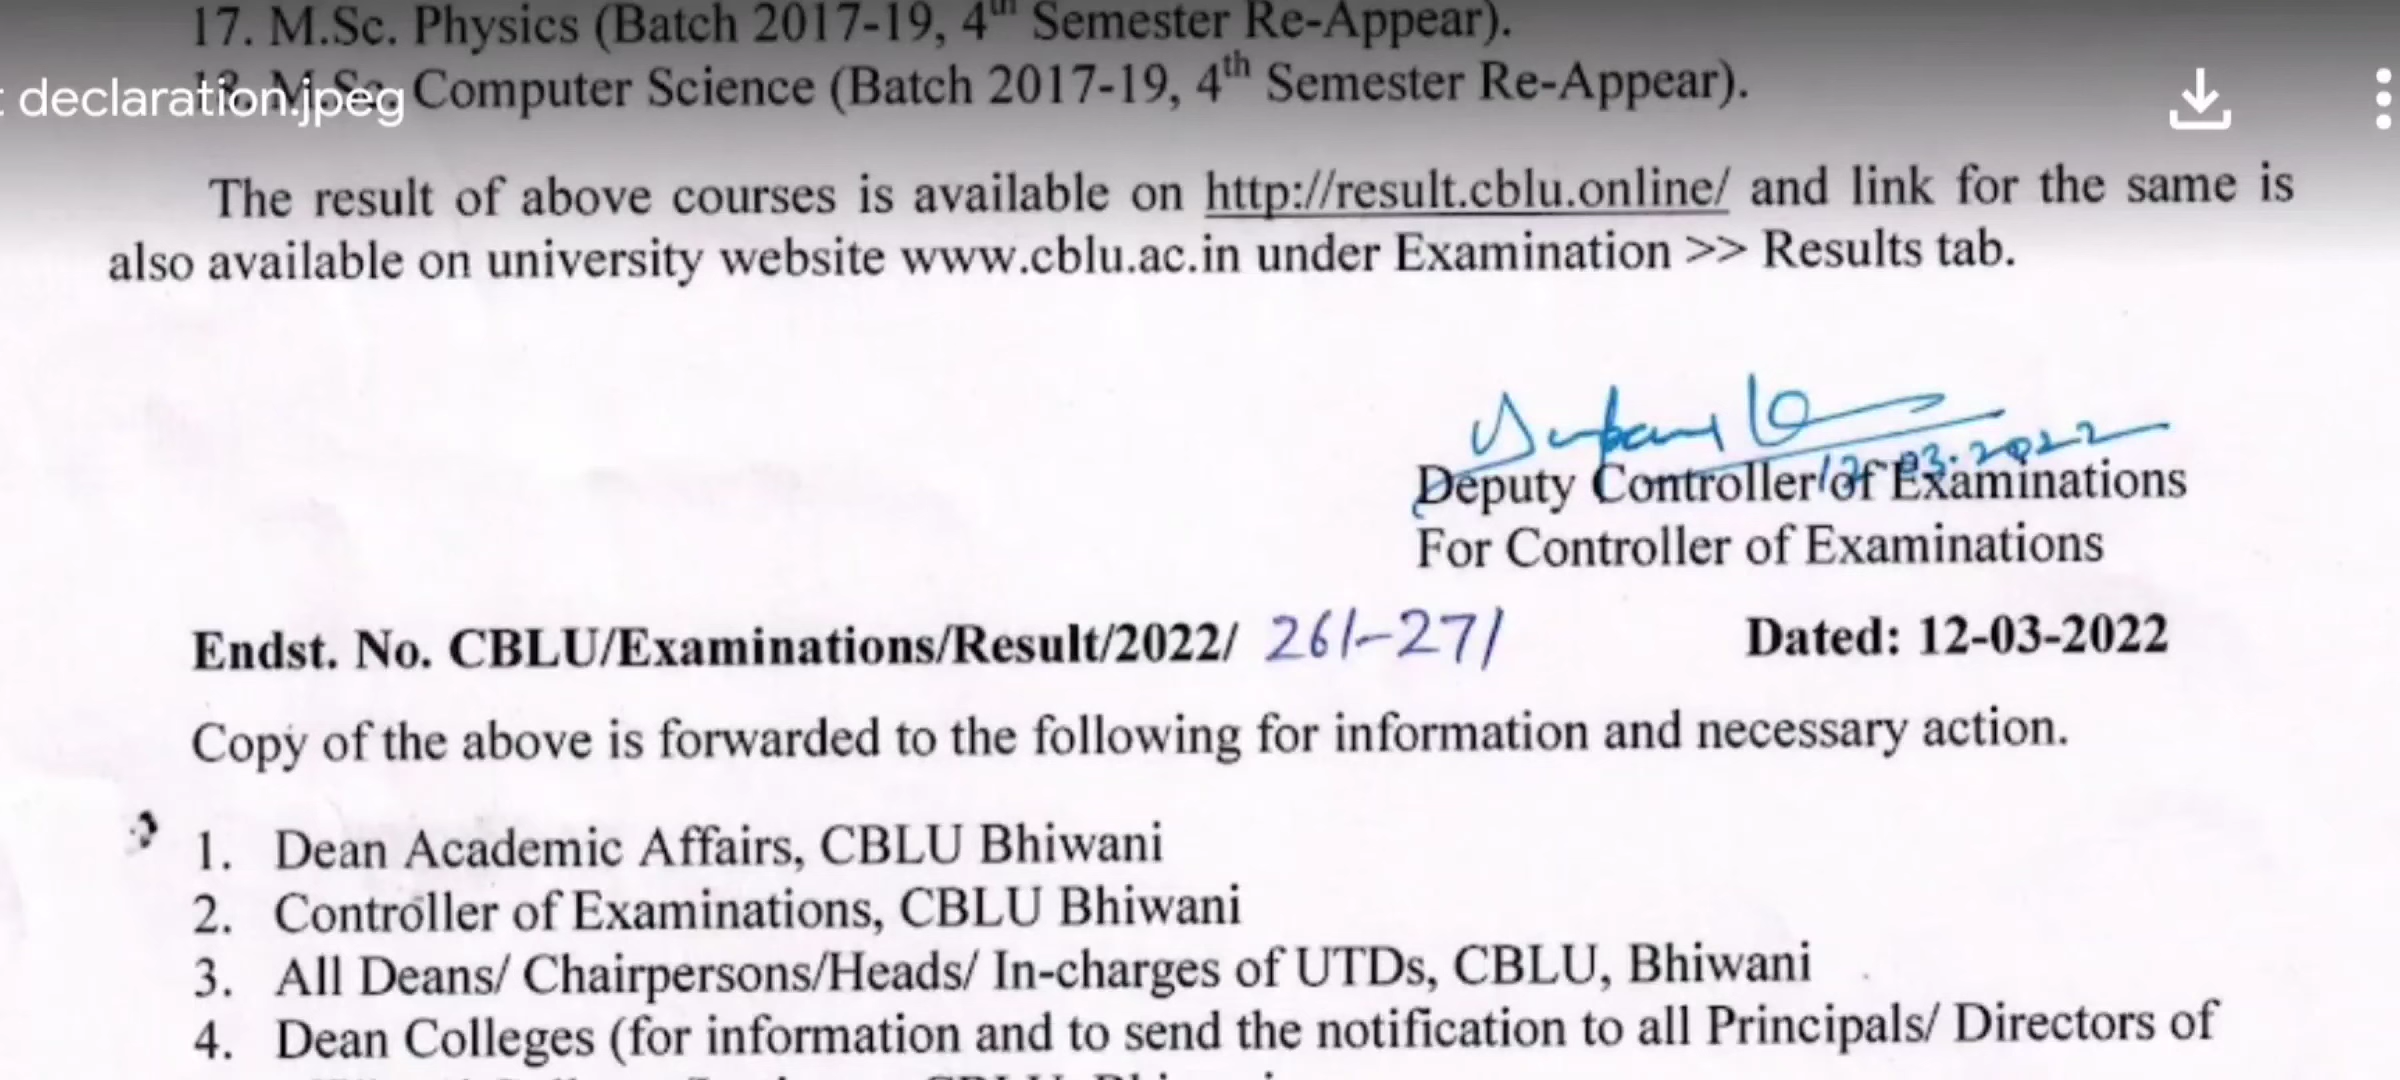 17. M.Sc. Physics (Batch 2017-19, 4th Semester Re-Appear).
18. M.Sc. Computer Science (Batch 2017-19, 4th Semester Re-Appear).
declaration.jpeg
The result of above courses is available on http://result.cblu.online/ and link for the same is
also available on university website www.cblu.ac.in under Examination >> Results tab.
12.03.2022
Deputy Controller of Examinations
For Controller of Examinations
Endst. No. CBLU/Examinations/Result/2022/ 261-271 Dated: 12-03-2022
Copy of the above is forwarded to the following for information and necessary action.
1. Dean Academic Affairs, CBLU Bhiwani
2. Controller of Examinations, CBLU Bhiwani
3. All Deans/ Chairpersons/Heads/ In-charges of UTDs, CBLU, Bhiwani
4. Dean Colleges (for information and to send the notification to all Principals/ Directors of